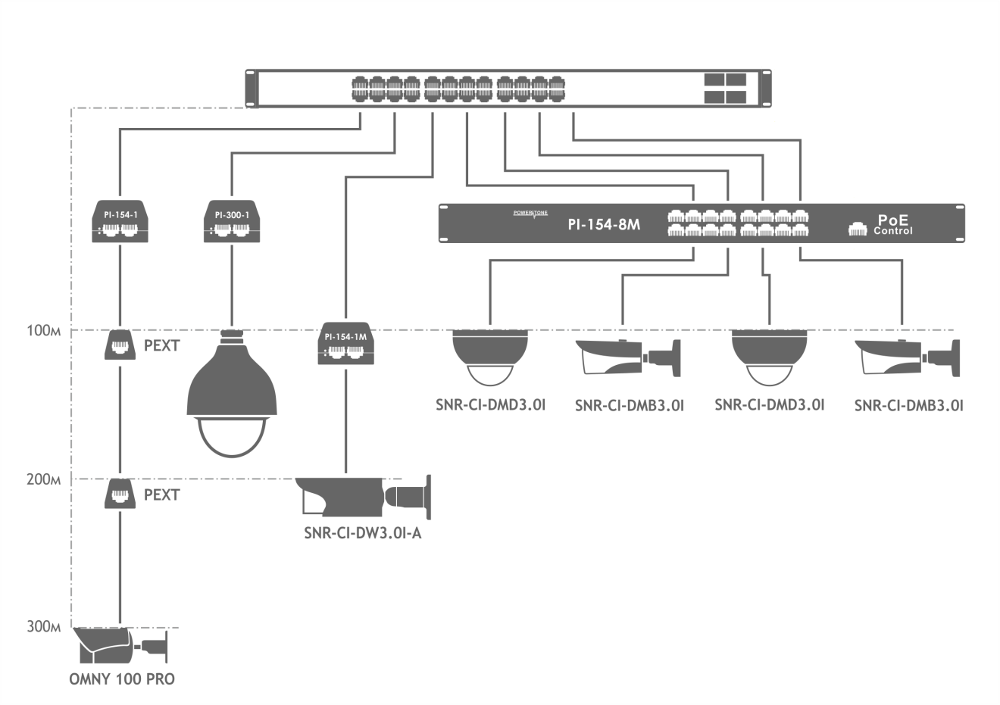 PI-154-1
PI-300-1
POWERTONE
PI-154-8M
PoE
Control
100м
PEXT
PI-154-1M
SNR-CI-DMD3.0I
SNR-CI-DMB3.0I
SNR-CI-DMD3.0I
SNR-CI-DMB3.0I
200м
PEXT
SNR-CI-DW3.0I-A
300м
OMNY 100 PRO